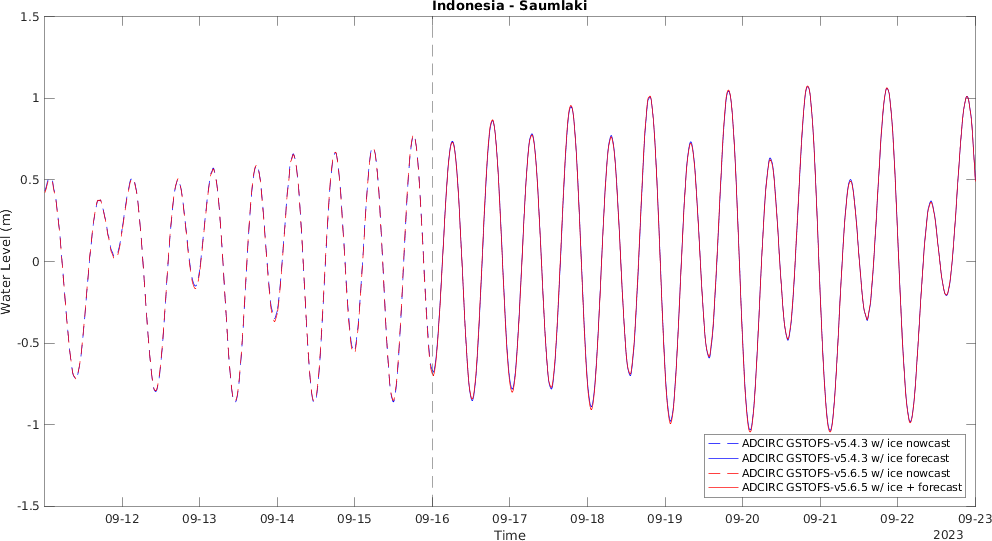 Indonesia - Saumlaki
Water Level (m)
1.5
1
0.5
0
-0.5
-1
-1.5
ADCIRC GSTOFS-v5.4.3 w/ ice nowcast
ADCIRC GSTOFS-v5.4.3 w/ ice forecast
ADCIRC GSTOFS-v5.6.5 w/ ice nowcast
ADCIRC GSTOFS-v5.6.5 w/ ice + forecast
09-12 09-13 09-14 09-15 09-16 09-17 09-18 09-19 09-20 09-21 09-22 09-23
Time
2023